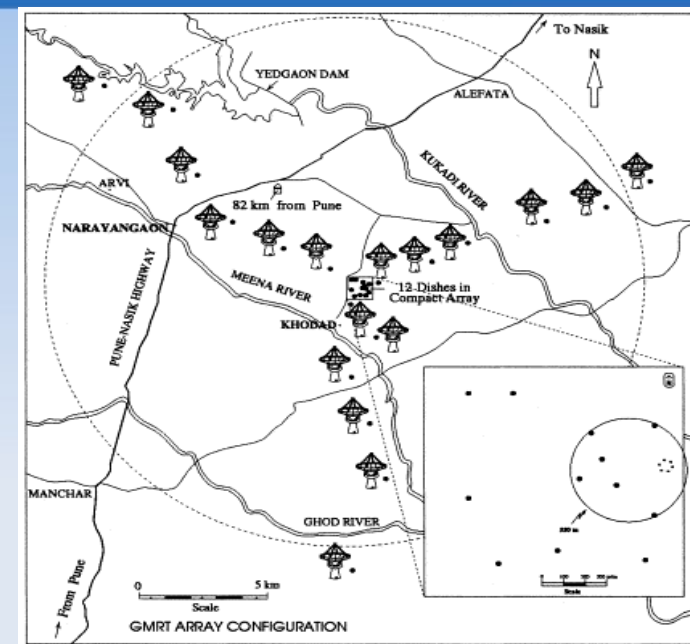 To Nasik
N
YEDGAON DAM
ALEFATA
KUKADI RIVER
ARVI
82 km from Pune
NARAYANGAON
MEENA RIVER
12 Dishes in
Compact Array
PUNE-NASIK HIGHWAY
KHODAD
MANCHAR
GHOD RIVER
From Pune
0 5 km
Scale
GMRT ARRAY CONFIGURATION
Scale